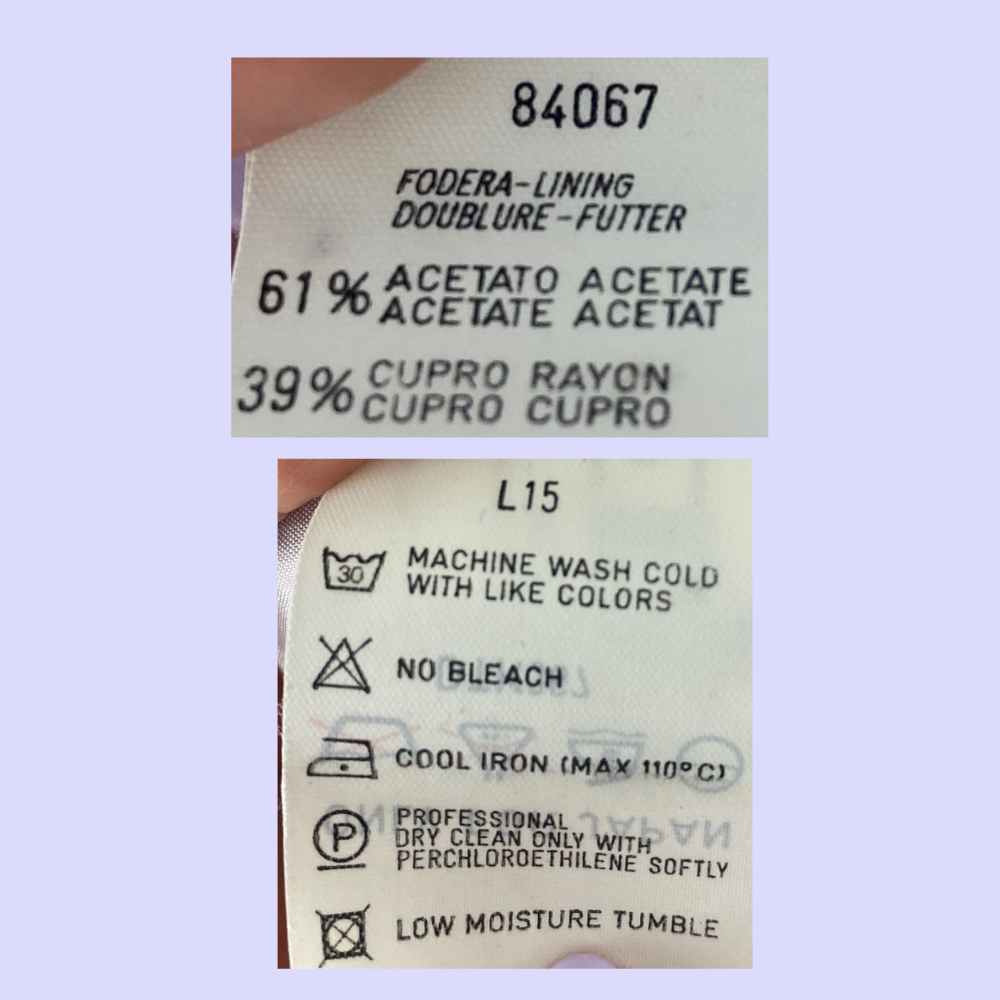 84067
FODERA-LINING
DOUBLURE-FUTTER
61% ACETATO ACETATE
ACETATE ACETAT
39% CUPRO RAYON
CUPRO CUPRO
L15
30 MACHINE WASH COLD
WITH LIKE COLORS
NO BLEACH
COOL IRON (MAX 110°C)
P PROFESSIONAL
DRY CLEAN ONLY WITH
PERCHLOROETHILENE SOFTLY
LOW MOISTURE TUMBLE
JAPAN